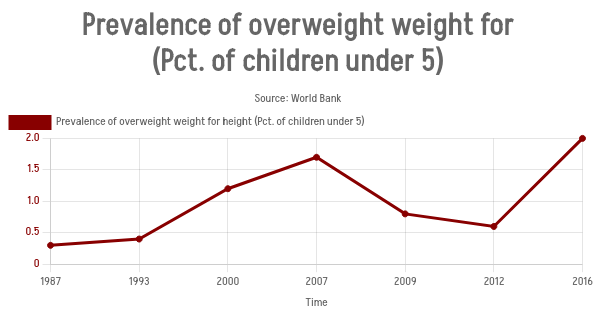 Prevalence of overweight weight for
(Pct. of children under 5)
Source: World Bank
Prevalence of overweight weight for height (Pct. of children under 5)
2.0
1.5
1.0
0.5
0
1987 1993 2000 2007 2009 2012 2016
Time